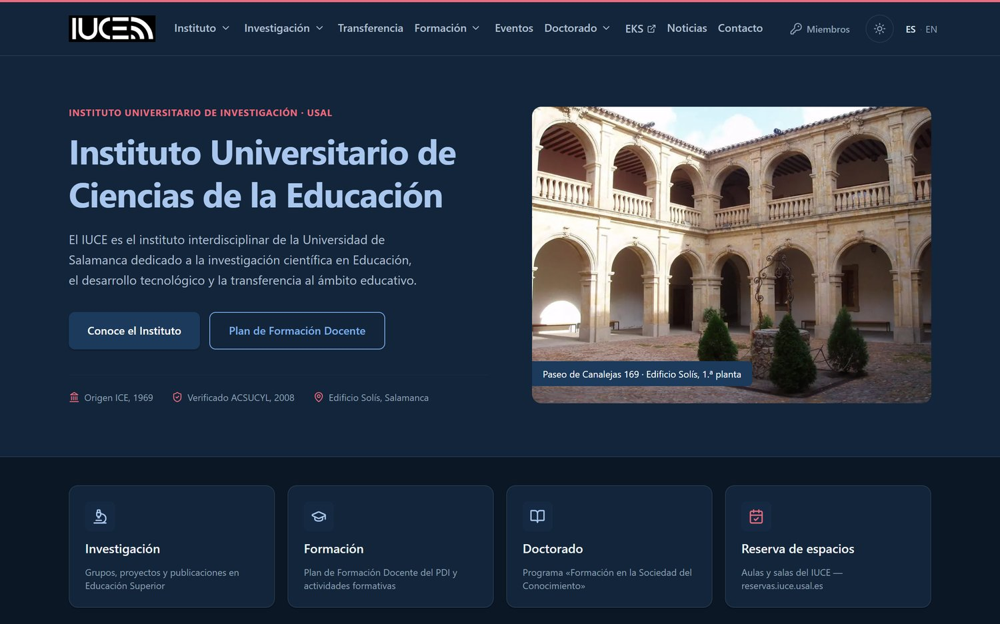 IUCE
Instituto
Investigación
Transferencia
Formación
Eventos
Doctorado
EKS
Noticias
Contacto
Miembros
ES · EN
INSTITUTO UNIVERSITARIO DE INVESTIGACIÓN · USAL
Instituto Universitario de
Ciencias de la Educación
El IUCE es el instituto interdisciplinar de la Universidad de
Salamanca dedicado a la investigación científica en Educación,
el desarrollo tecnológico y la transferencia al ámbito educativo.
Conoce el Instituto
Plan de Formación Docente
Origen ICE, 1969
Verificado ACSUCYL, 2008
Edificio Solís, Salamanca
Paseo de Canalejas 169 · Edificio Solís, 1.ª planta
Investigación
Grupos, proyectos y publicaciones en
Educación Superior
Formación
Plan de Formación Docente del PDI y
actividades formativas
Doctorado
Programa «Formación en la Sociedad del
Conocimiento»
Reserva de espacios
Aulas y salas del IUCE —
reservas.iuce.usal.es